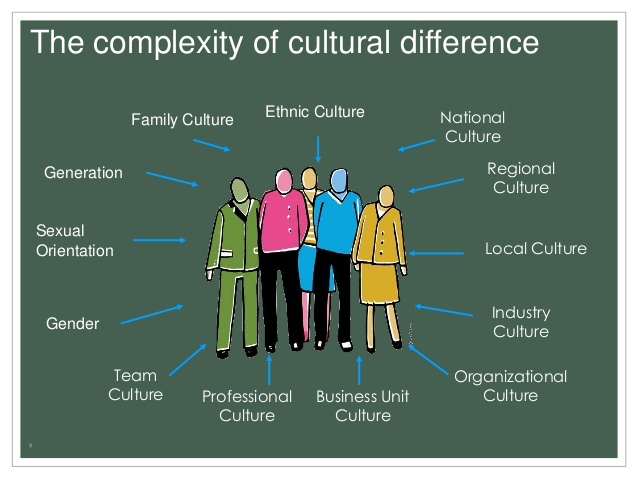 The complexity of cultural difference
Family Culture
Ethnic Culture
National
Culture
Generation
Regional
Culture
Sexual
Orientation
Local Culture
Gender
Industry
Culture
Team
Culture
Professional
Culture
Business Unit
Culture
Organizational
Culture
9